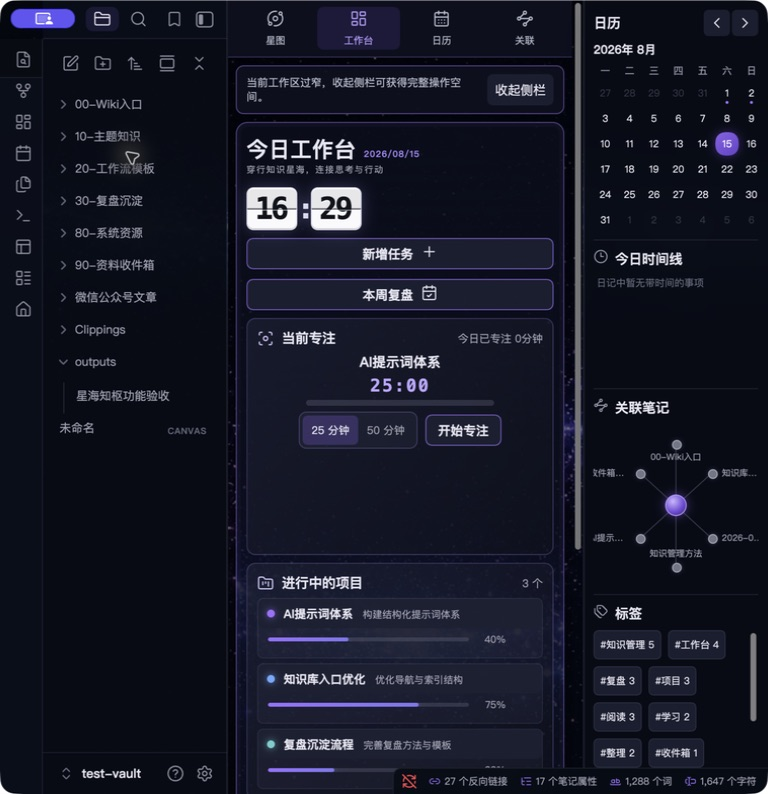 星图
工作台
日历
关联
00-Wiki入口
10-主题知识
20-工作流模板
30-复盘沉淀
80-系统资源
90-资料收件箱
微信公众号文章
Clippings
outputs
星海知枢功能验收
未命名 CANVAS
test-vault
当前工作区过窄，收起侧栏可获得完整操作空
间。
收起侧栏
今日工作台 2026/08/15
穿行知识星海，连接思考与行动
16:29
新增任务
本周复盘
当前专注 今日已专注 0分钟
AI提示词体系
25:00
25 分钟 50 分钟 开始专注
进行中的项目 3 个
AI提示词体系 构建结构化提示词体系
40%
知识库入口优化 优化导航与索引结构
75%
复盘沉淀流程 完善复盘方法与模板
日历
2026年 8月
一 二 三 四 五 六 日
27 28 29 30 31 1 2
3 4 5 6 7 8 9
10 11 12 13 14 15 16
17 18 19 20 21 22 23
24 25 26 27 28 29 30
31 1 2 3 4 5 6
今日时间线
日记中暂无带时间的事项
关联笔记
00-Wiki入口
件箱... 知识库...
提示... 2026-0...
知识管理方法
标签
#知识管理 5 #工作台 4
#复盘 3 #项目 3
#阅读 3 #学习 2
#整理 2 #收件箱 1
27 个反向链接 17 个笔记属性 1,288 个词 1,647 个字符